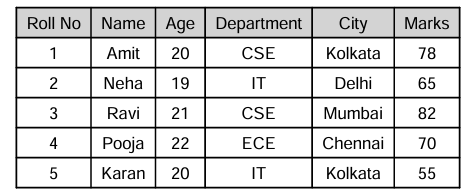 Roll No Name Age Department City Marks
1 Amit 20 CSE Kolkata 78
2 Neha 19 IT Delhi 65
3 Ravi 21 CSE Mumbai 82
4 Pooja 22 ECE Chennai 70
5 Karan 20 IT Kolkata 55